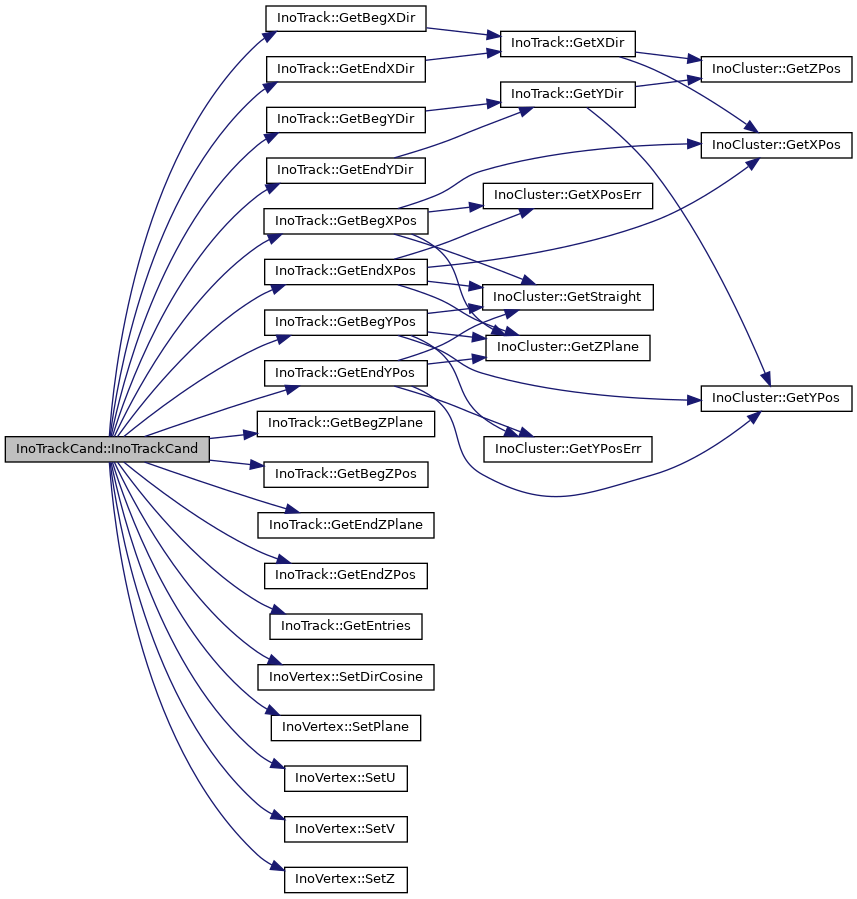 InoTrack::GetBegXDir
InoTrack::GetXDir
InoTrack::GetEndXDir
InoCluster::GetZPos
InoTrack::GetYDir
InoTrack::GetBegYDir
InoCluster::GetXPos
InoTrack::GetEndYDir
InoCluster::GetXPosErr
InoTrack::GetBegXPos
InoTrack::GetEndXPos
InoCluster::GetStraight
InoTrack::GetBegYPos
InoCluster::GetZPlane
InoTrack::GetEndYPos
InoCluster::GetYPos
InoTrack::GetBegZPlane
InoTrackCand::InoTrackCand
InoCluster::GetYPosErr
InoTrack::GetBegZPos
InoTrack::GetEndZPlane
InoTrack::GetEndZPos
InoTrack::GetEntries
InoVertex::SetDirCosine
InoVertex::SetPlane
InoVertex::SetU
InoVertex::SetV
InoVertex::SetZ